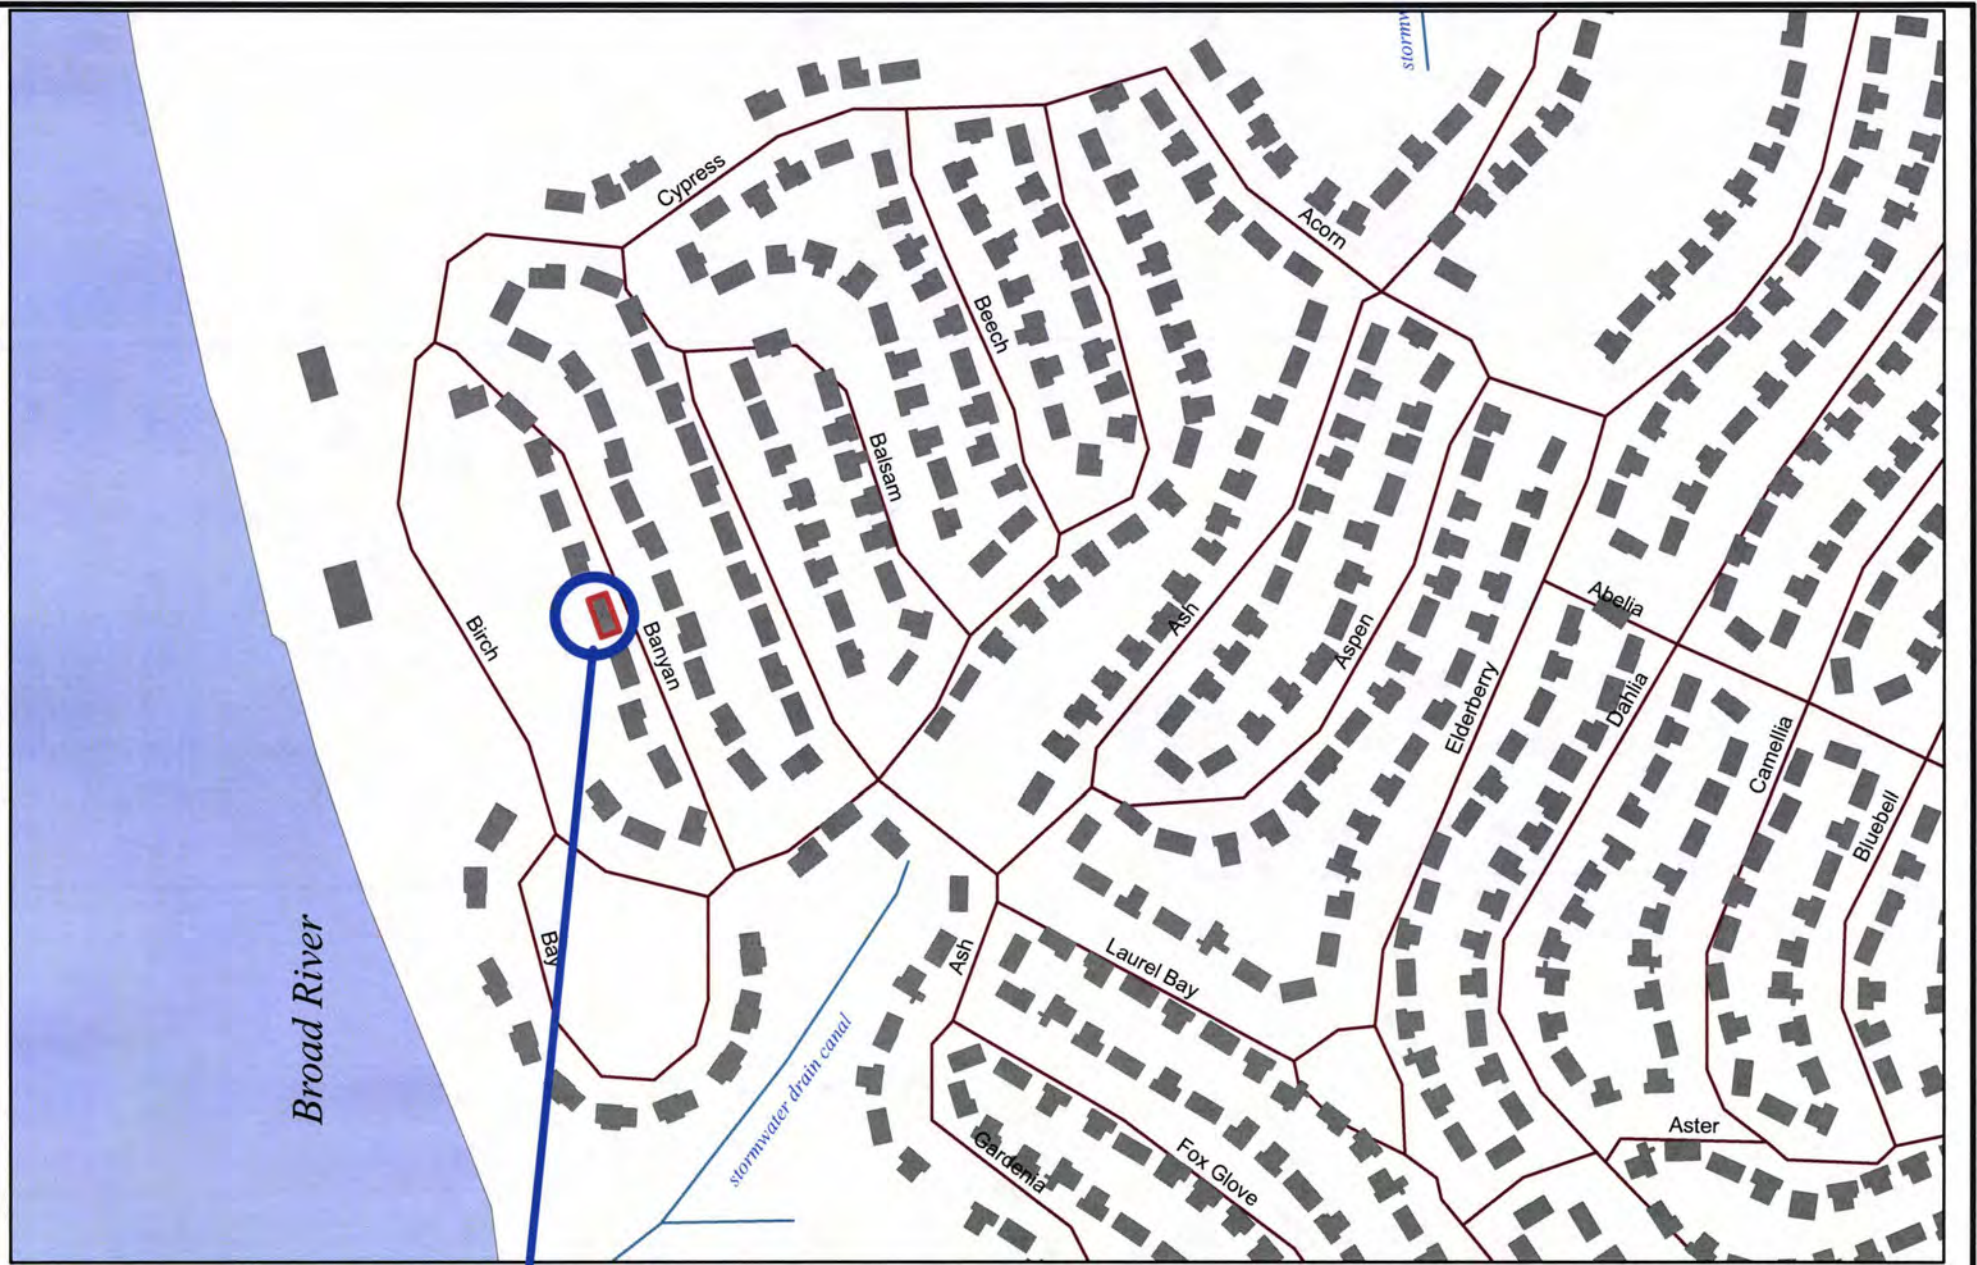 stormw
Cypress
Acorn
Beech
Balsam
Abelia
Birch
Banyan
Ash
Aspen
Elderberry
Dahlia
Camellia
Bluebell
Broad River
Bay
Ash
Laurel Bay
stormwater drain canal
Aster
Gardenia
Fox Glove